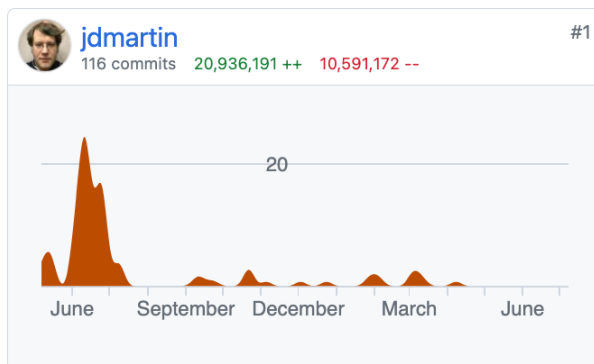 jdmartin #1
116 commits 20,936,191 ++ 10,591,172 --
20
June September December March June